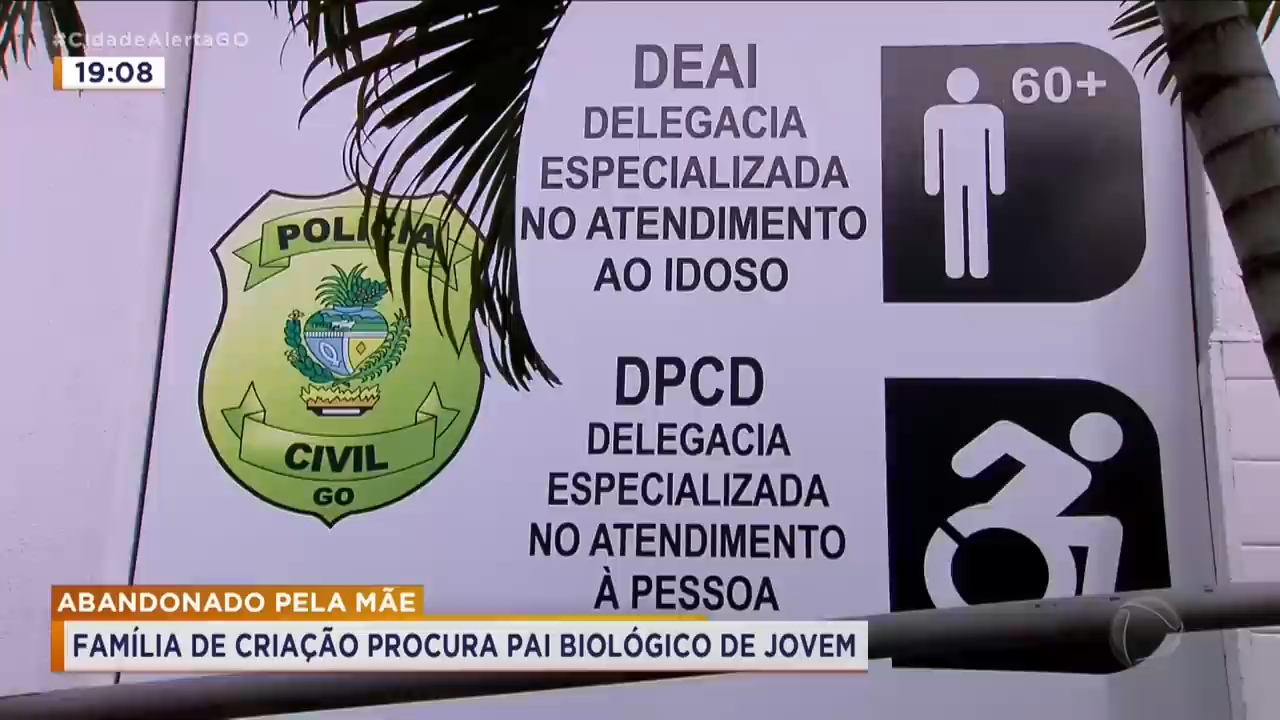 #CidadeAlertaGO
19:08
DEAI
DELEGACIA
ESPECIALIZADA
NO ATENDIMENTO
AO IDOSO
60+
POLÍCIA
CIVIL
GO
DPCD
DELEGACIA
ESPECIALIZADA
NO ATENDIMENTO
À PESSOA
ABANDONADO PELA MÃE
FAMÍLIA DE CRIAÇÃO PROCURA PAI BIOLÓGICO DE JOVEM